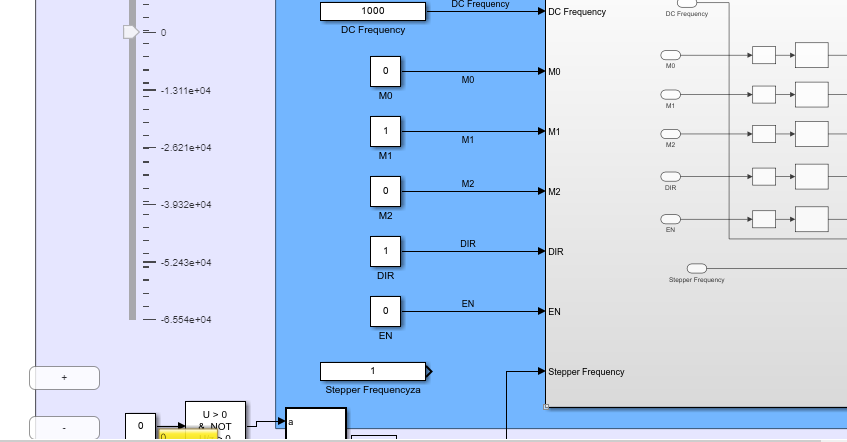 0
-1.311e+04
-2.621e+04
-3.932e+04
-5.243e+04
-6.554e+04
+
-
1000
DC Frequency
DC Frequency
DC Frequency
0
M0
M0
M0
1
M1
M1
M1
0
M2
M2
M2
1
DIR
DIR
DIR
0
EN
EN
EN
1
Stepper Frequencyza
Stepper Frequency
DC Frequency
M0
M1
M2
DIR
EN
Stepper Frequency
0
U > 0
& NOT
0
a